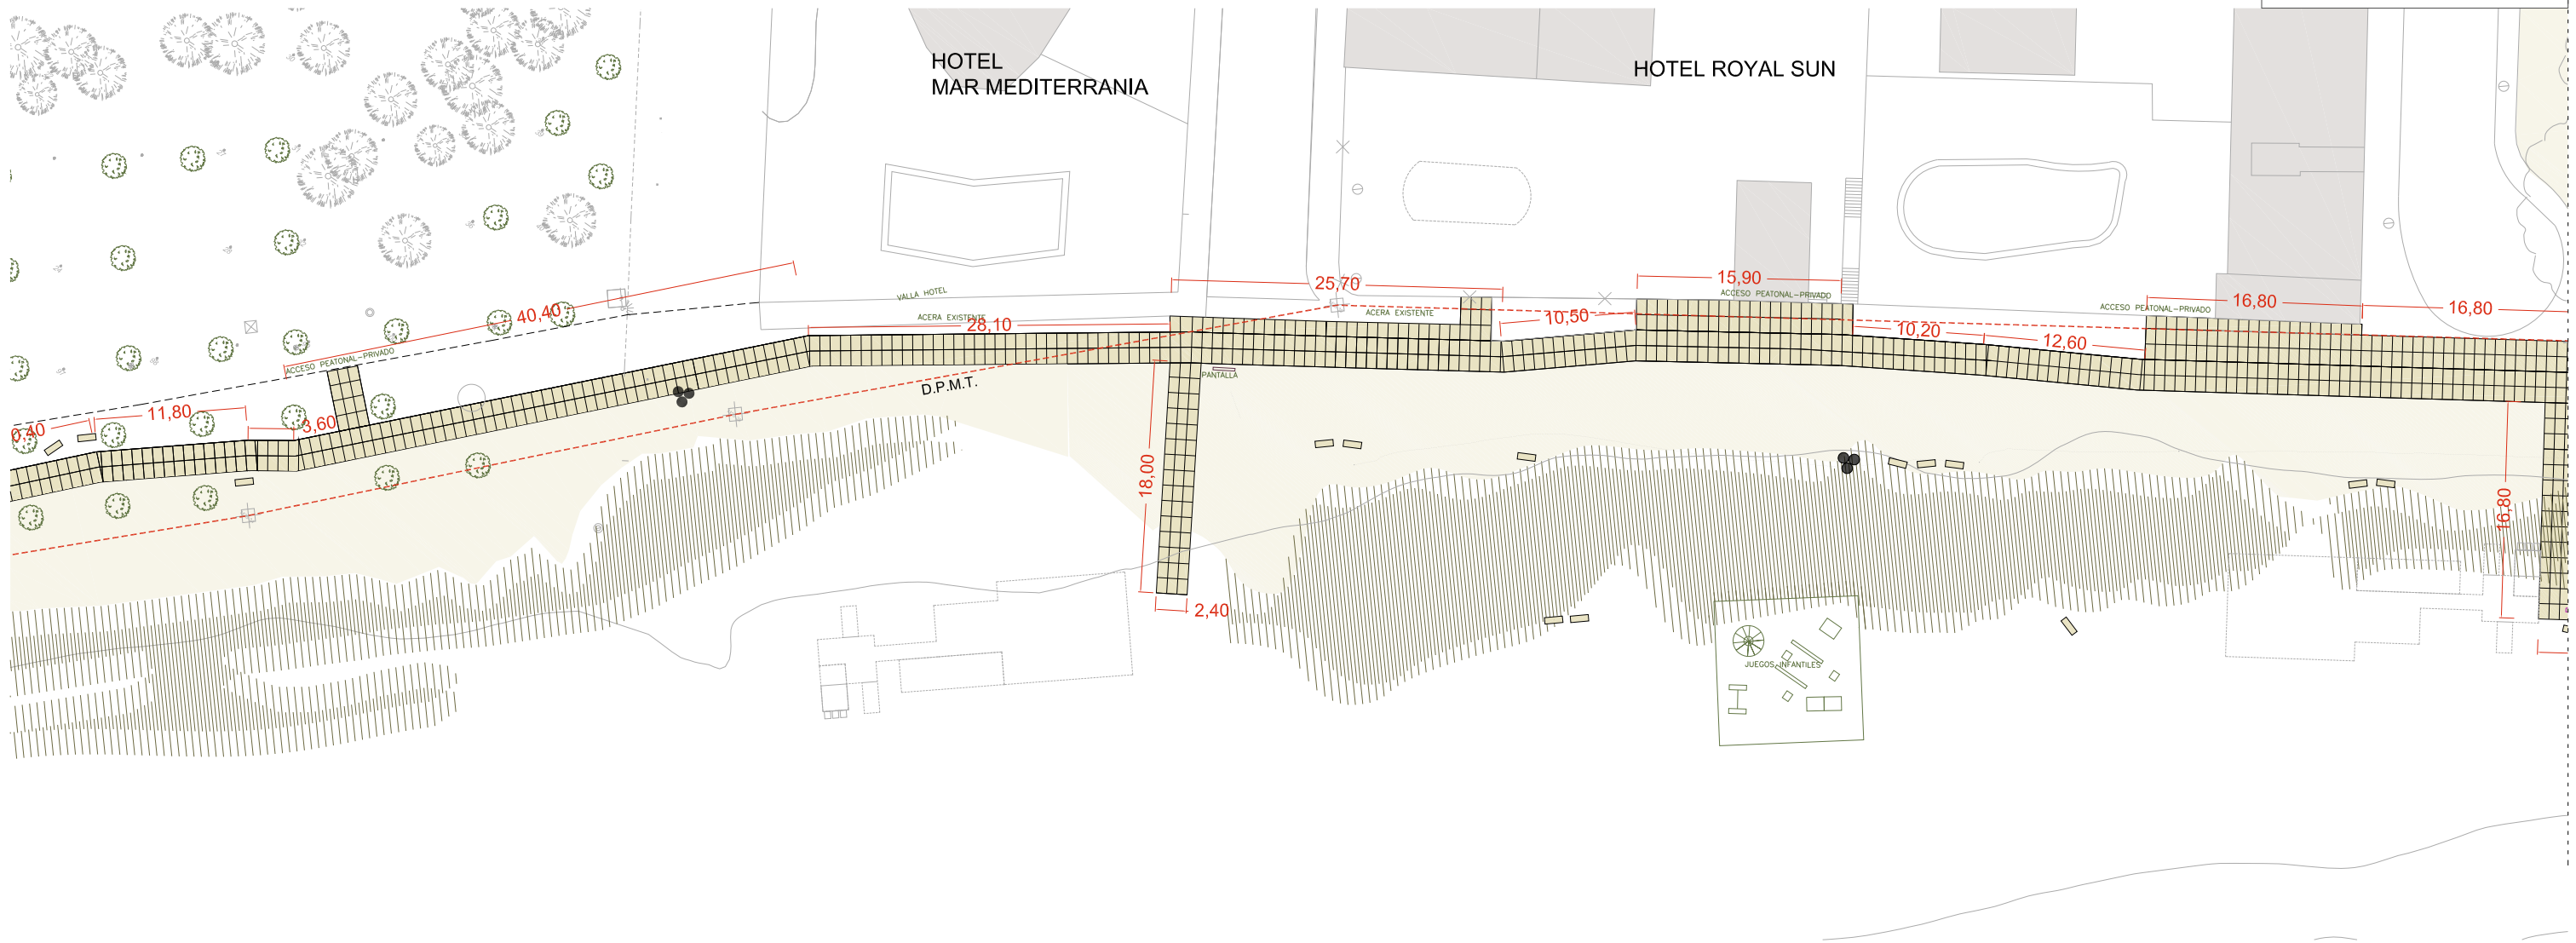 HOTEL
MAR MEDITERRANIA
HOTEL ROYAL SUN
25,70
15,90
ACCESO PEATONAL-PRIVADO
16,80
16,80
VALLA HOTEL
ACERA EXISTENTE
ACERA EXISTENTE
ACCESO PEATONAL-PRIVADO
40,40
28,10
10,50
10,20
12,60
ACCESO PEATONAL-PRIVADO
D.P.M.T.
PANTALLA
11,80
3,60
0,40
18,00
16,80
2,40
JUEGOS-INFANTILES